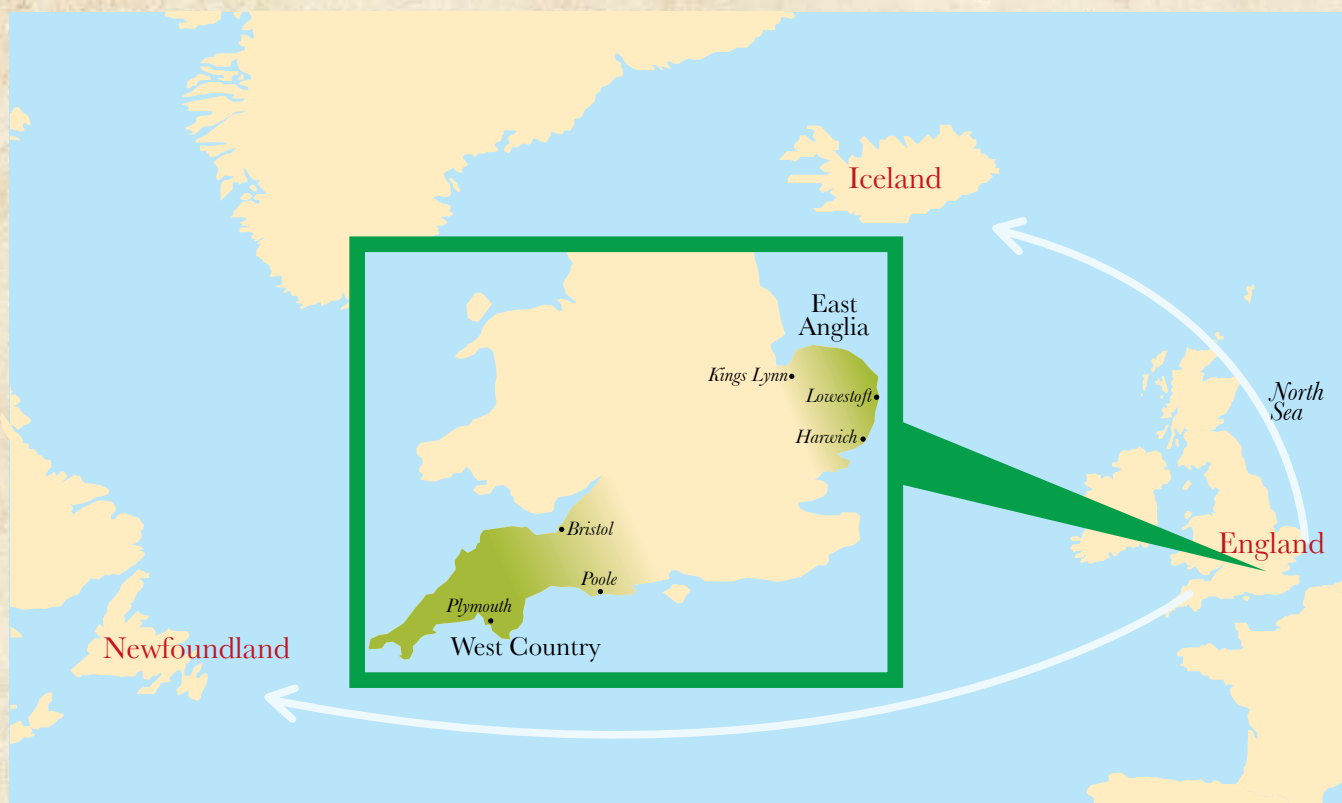 Iceland
East
Anglia
Kings Lynn
Lowestoft
Harwich
North
Sea
Bristol
England
Poole
Plymouth
West Country
Newfoundland